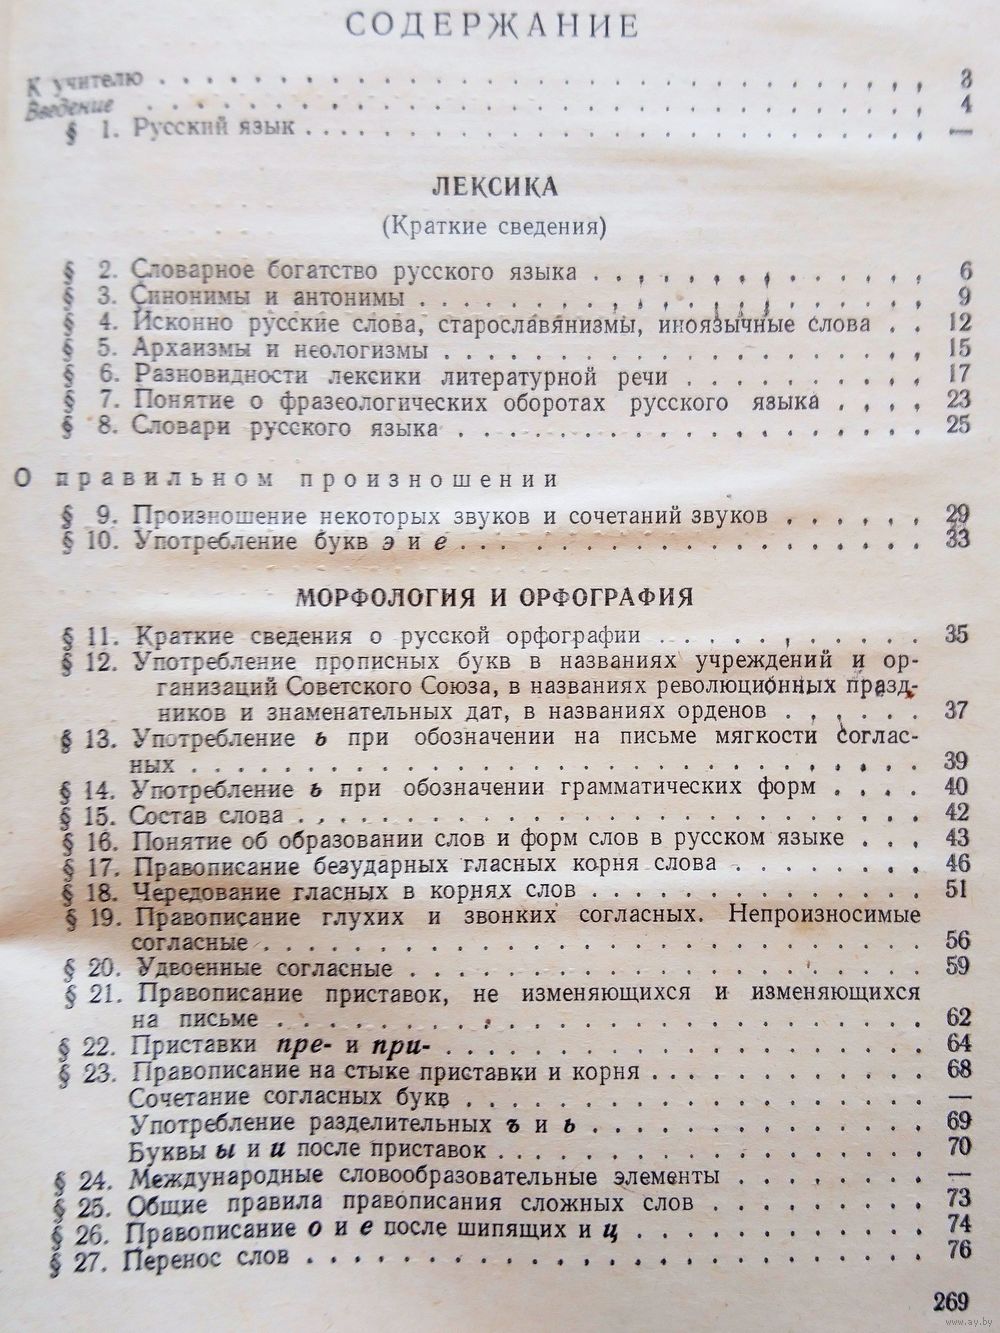 СОДЕРЖАНИЕ
К учителю . . . . . . . . . . . . . . . . . . . . 3
Введение . . . . . . . . . . . . . . . . . . . . 4
§ 1. Русский язык . . . . . . . . . . . . . . . . . . . . —
ЛЕКСИКА
(Краткие сведения)
§ 2. Словарное богатство русского языка . . . . . . . . . . . . 6
§ 3. Синонимы и антонимы . . . . . . . . . . . . . . . . 9
§ 4. Исконно русские слова, старославянизмы, иноязычные слова . . 12
§ 5. Архаизмы и неологизмы . . . . . . . . . . . . . . . . 15
§ 6. Разновидности лексики литературной речи . . . . . . . . . 17
§ 7. Понятие о фразеологических оборотах русского языка . . . . 23
§ 8. Словари русского языка . . . . . . . . . . . . . . . . 25
О правильном произношении
§ 9. Произношение некоторых звуков и сочетаний звуков . . . . . . 29
§ 10. Употребление букв э и е . . . . . . . . . . . . . . . . 33
МОРФОЛОГИЯ И ОРФОГРАФИЯ
§ 11. Краткие сведения о русской орфографии . . . . . . . . . . 35
§ 12. Употребление прописных букв в названиях учреждений и ор-
ганизаций Советского Союза, в названиях революционных празд-
ников и знаменательных дат, в названиях орденов . . . . . . 37
§ 13. Употребление ь при обозначении на письме мягкости соглас-
ных . . . . . . . . . . . . . . . . . . . . . . . . 39
§ 14. Употребление ь при обозначении грамматических форм . . . . 40
§ 15. Состав слова . . . . . . . . . . . . . . . . . . . . 42
§ 16. Понятие об образовании слов и форм слов в русском языке . . . 43
§ 17. Правописание безударных гласных корня слова . . . . . . . . 46
§ 18. Чередование гласных в корнях слов . . . . . . . . . . . . 51
§ 19. Правописание глухих и звонких согласных. Непроизносимые
согласные . . . . . . . . . . . . . . . . . . . . . . 56
§ 20. Удвоенные согласные . . . . . . . . . . . . . . . . . 59
§ 21. Правописание приставок, не изменяющихся и изменяющихся
на письме . . . . . . . . . . . . . . . . . . . . . . 62
§ 22. Приставки пре- и при- . . . . . . . . . . . . . . . . . 64
§ 23. Правописание на стыке приставки и корня . . . . . . . . . . 68
Сочетание согласных букв . . . . . . . . . . . . . . . . —
Употребление разделительных ъ и ь . . . . . . . . . . . . 69
Буквы ы и и после приставок . . . . . . . . . . . . . . . 70
§ 24. Международные словообразовательные элементы . . . . . . . —
§ 25. Общие правила правописания сложных слов . . . . . . . . 73
§ 26. Правописание о и е после шипящих и ц . . . . . . . . . . . 74
§ 27. Перенос слов . . . . . . . . . . . . . . . . . . . . 76
269
www.ay.by